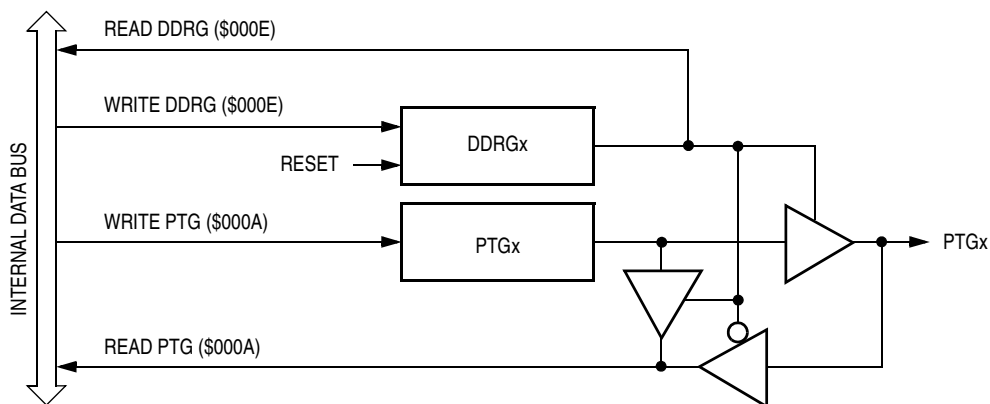 READ DDRG ($000E)
WRITE DDRG ($000E)
DDRGx
RESET
WRITE PTG ($000A)
PTGx
PTGx
READ PTG ($000A)
INTERNAL DATA BUS